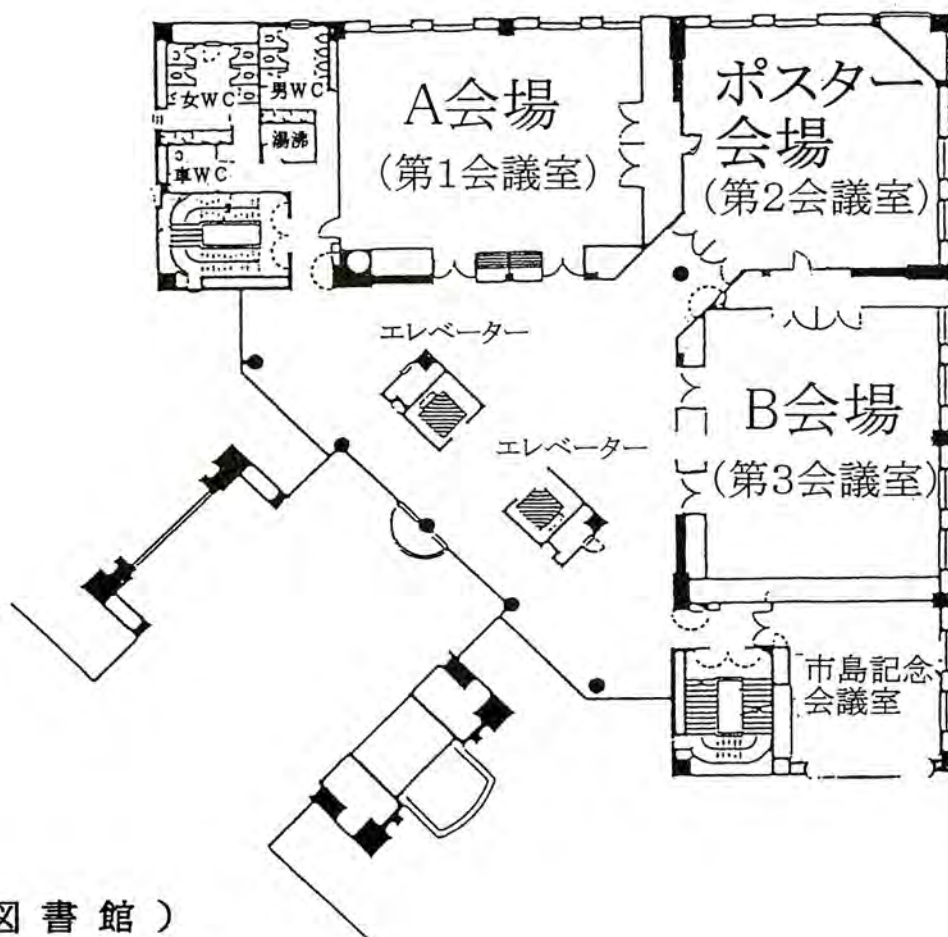 女WC
男WC
湯沸
車WC
A会場
(第1会議室)
ポスター
会場
(第2会議室)
エレベーター
エレベーター
B会場
(第3会議室)
市島記念
会議室
図書館)